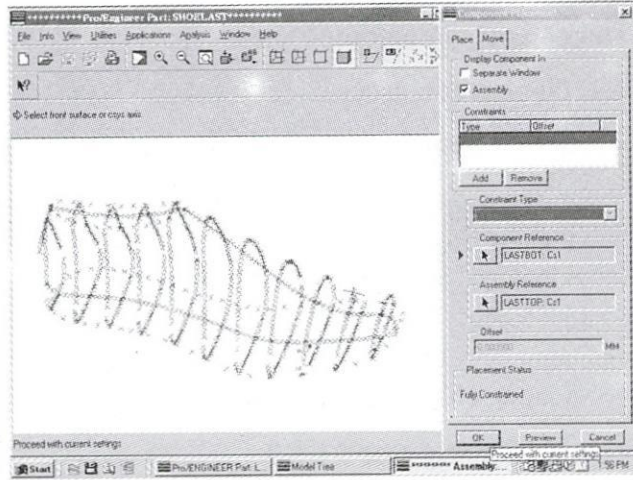 **********Pro/Engineer Part: SHOELAST**********
File Info View Utilities Applications Analysis Window Help
Select front surface or csys axis
Proceed with current settings
Place Move
Display Component In
Separate Window
Assembly
Constraints
Type Offset
Add Remove
Constraint Type
Component Reference
LASTBOT: Cs1
Assembly Reference
LASTTOP: Cs1
Offset
MM
Placement Status
Fully Constrained
OK Preview Cancel
Proceed with current settings
Start Pro/ENGINEER Part: L... Model Tree ****** Assembly... 1:56 PM